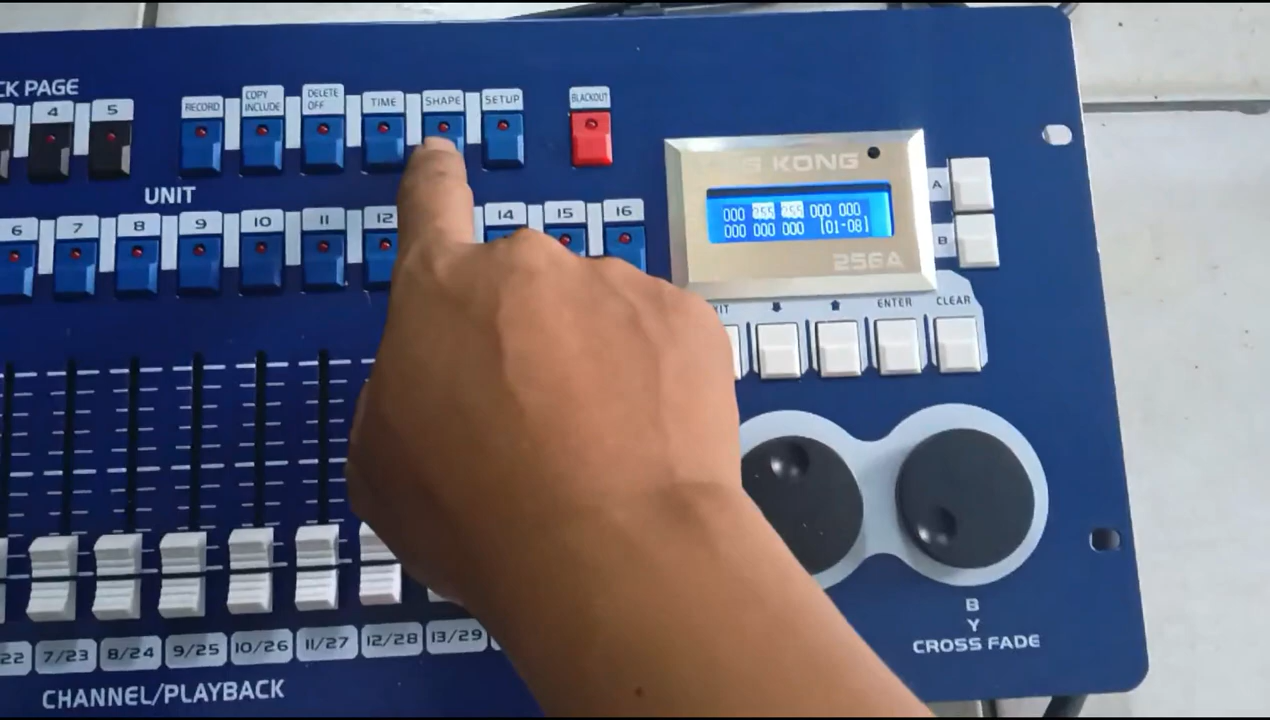 CK PAGE
4 5
RECORD
COPY
INCLUDE
DELETE
OFF
TIME
SHAPE
SETUP
BLACKOUT
UNIT
6 7 8 9 10 11 12 14 15 16
KONG
000 255 255 000 000
000 000 000 [01-08]
256A
A
B
ENTER
CLEAR
22 7/23 8/24 9/25 10/26 11/27 12/28 13/29
CHANNEL/PLAYBACK
B
Y
CROSS FADE